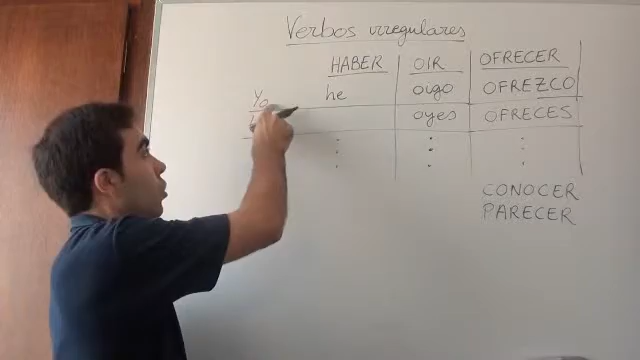 Verbos irregulares
HABER OIR OFRECER
Yo he oigo OFREZCO
oyes OFRECES
CONOCER
PARECER